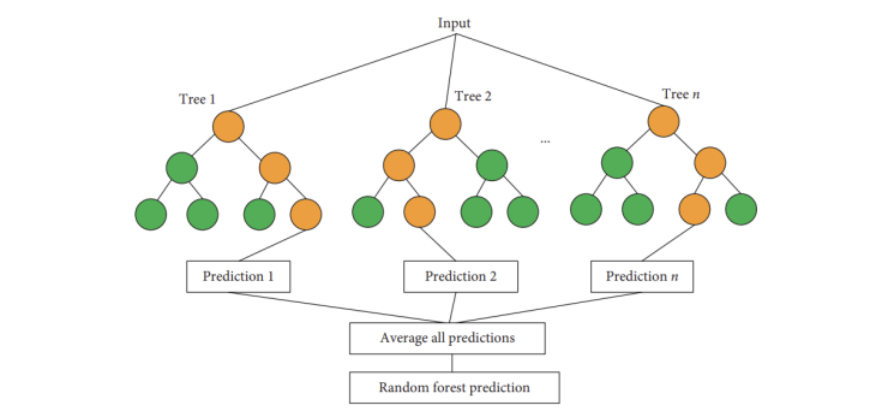 Input
Tree 1
Tree 2
Tree n
...
Prediction 1
Prediction 2
Prediction n
Average all predictions
Random forest prediction